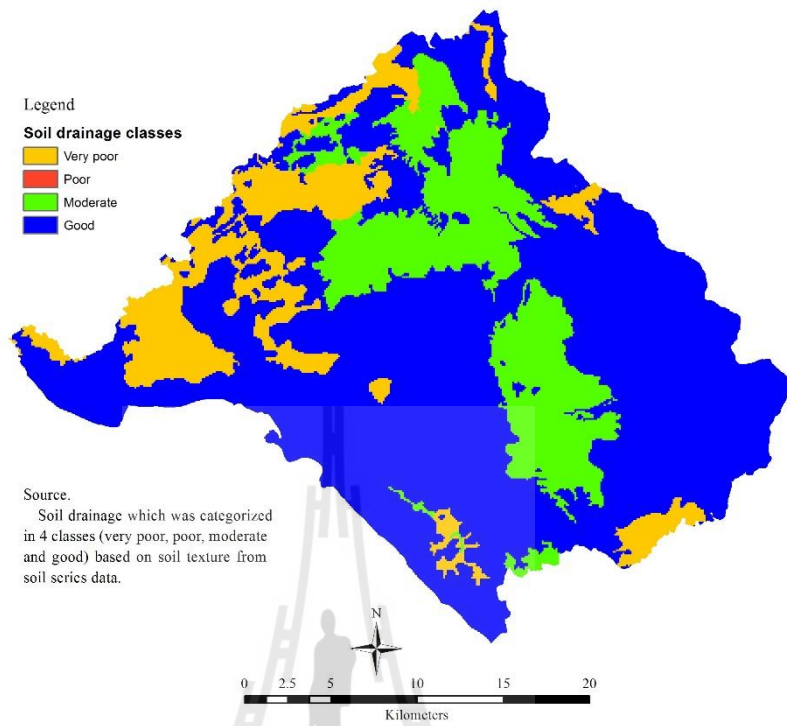 Legend
Soil drainage classes
Very poor
Poor
Moderate
Good
Source.
Soil drainage which was categorized
in 4 classes (very poor, poor, moderate
and good) based on soil texture from
soil series data.
N
0 2.5 5 10 15 20
Kilometers